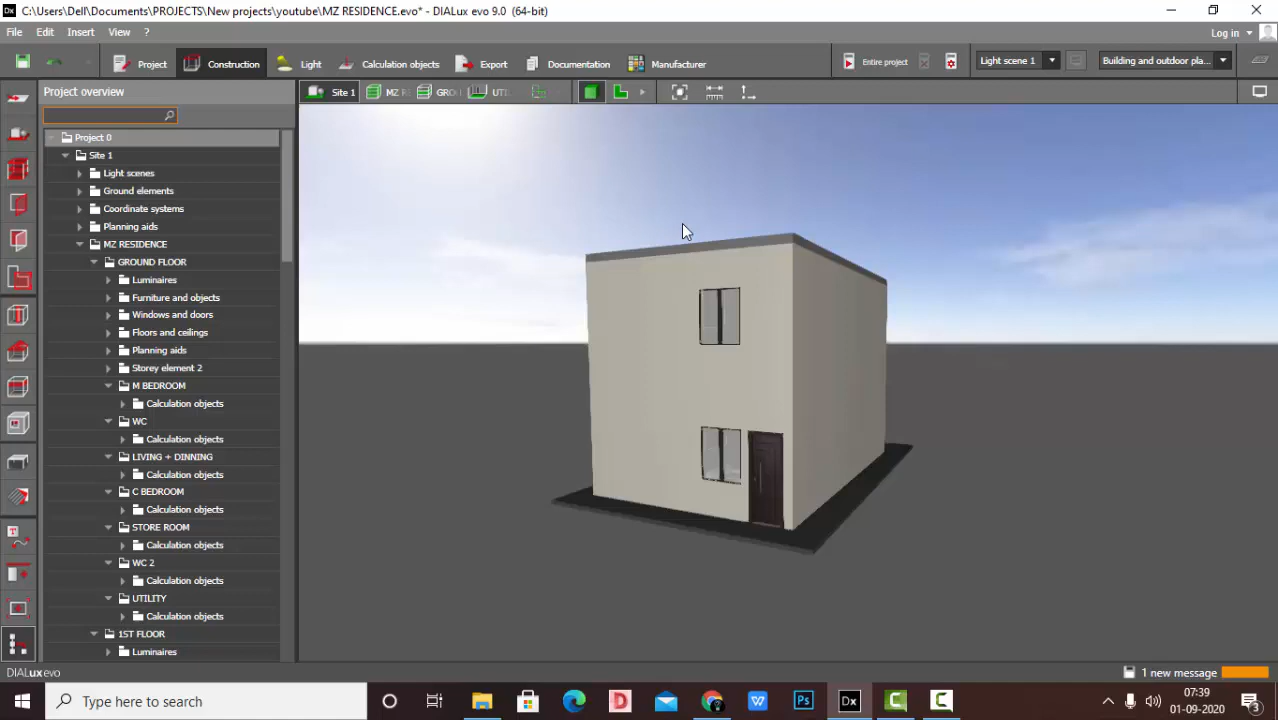 C:\Users\Dell\Documents\PROJECTS\New projects\youtube\MZ RESIDENCE.evo* - DIALux evo 9.0 (64-bit)
File Edit Insert View ? Log in
Project Construction Light Calculation objects Export Documentation Manufacturer Entire project Light scene 1 Building and outdoor pla...
Project overview
Site 1 MZ RI GROU UTI
Project 0
Site 1
Light scenes
Ground elements
Coordinate systems
Planning aids
MZ RESIDENCE
GROUND FLOOR
Luminaires
Furniture and objects
Windows and doors
Floors and ceilings
Planning aids
Storey element 2
M BEDROOM
Calculation objects
WC
Calculation objects
LIVING + DINNING
Calculation objects
C BEDROOM
Calculation objects
STORE ROOM
Calculation objects
WC 2
Calculation objects
UTILITY
Calculation objects
1ST FLOOR
Luminaires
DIALux evo
1 new message
Type here to search
07:39
01-09-2020